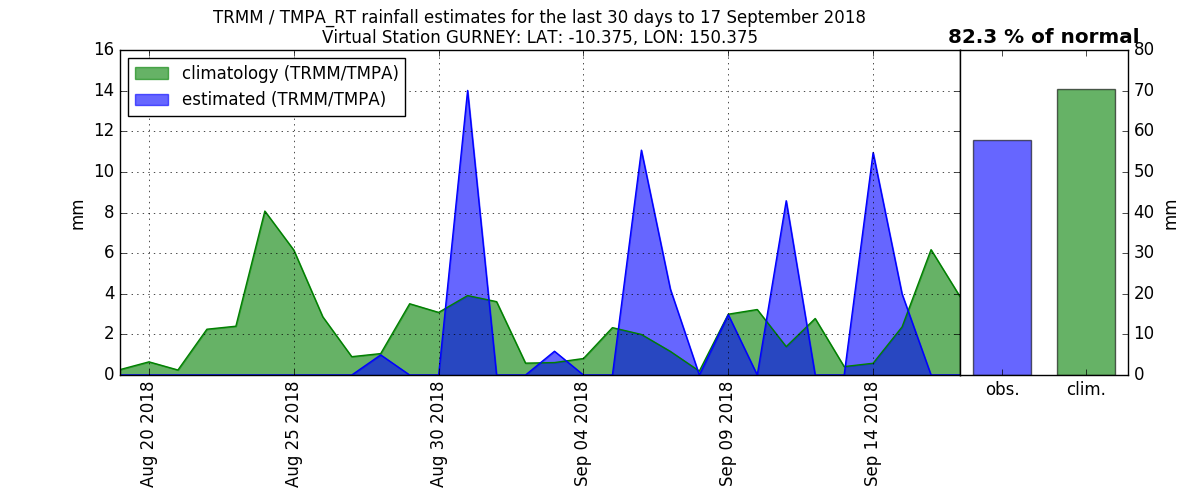 TRMM / TMPA_RT rainfall estimates for the last 30 days to 17 September 2018
Virtual Station GURNEY: LAT: -10.375, LON: 150.375
82.3 % of normal
climatology (TRMM/TMPA)
estimated (TRMM/TMPA)
mm
16
14
12
10
8
6
4
2
0
Aug 20 2018
Aug 25 2018
Aug 30 2018
Sep 04 2018
Sep 09 2018
Sep 14 2018
80
70
60
50
40
30
20
10
0
mm
obs.
clim.